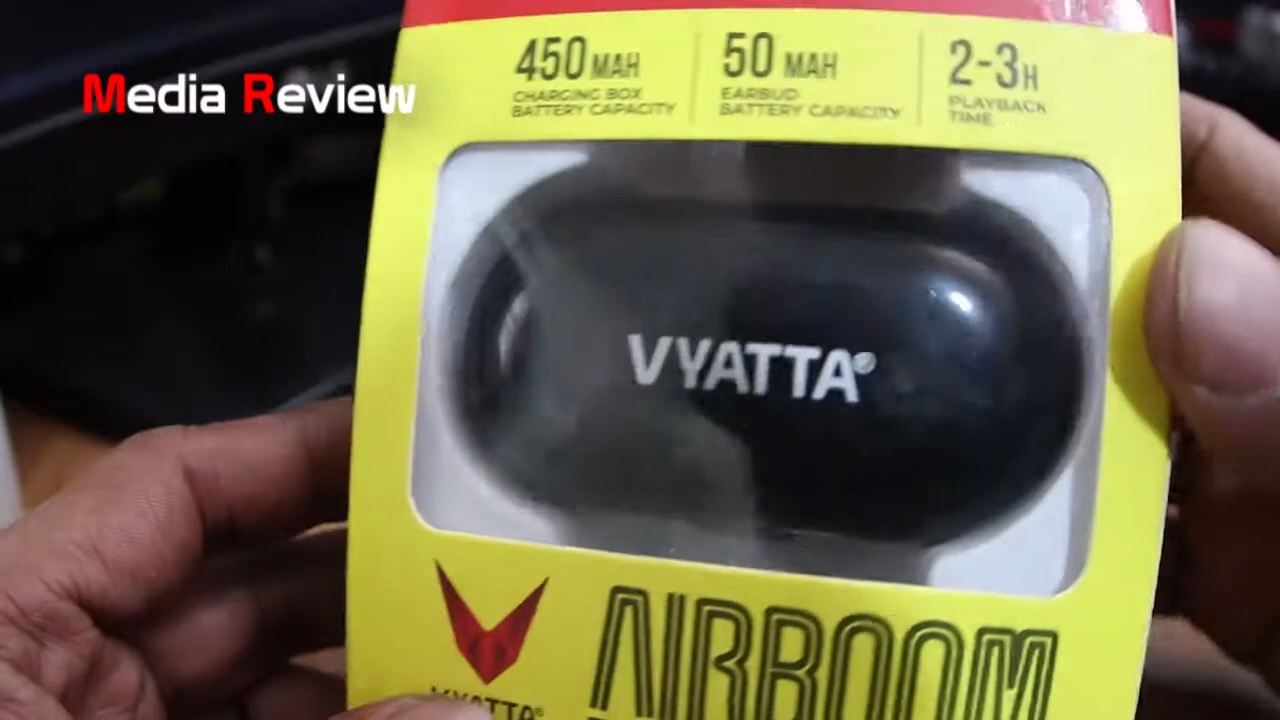 450 MAH
CHARGING BOX
BATTERY CAPACITY
50 MAH
EARBUD
BATTERY CAPACITY
2-3H
PLAYBACK
TIME
Media Review
VYATTA®
VYATTA®
AIRBOOM